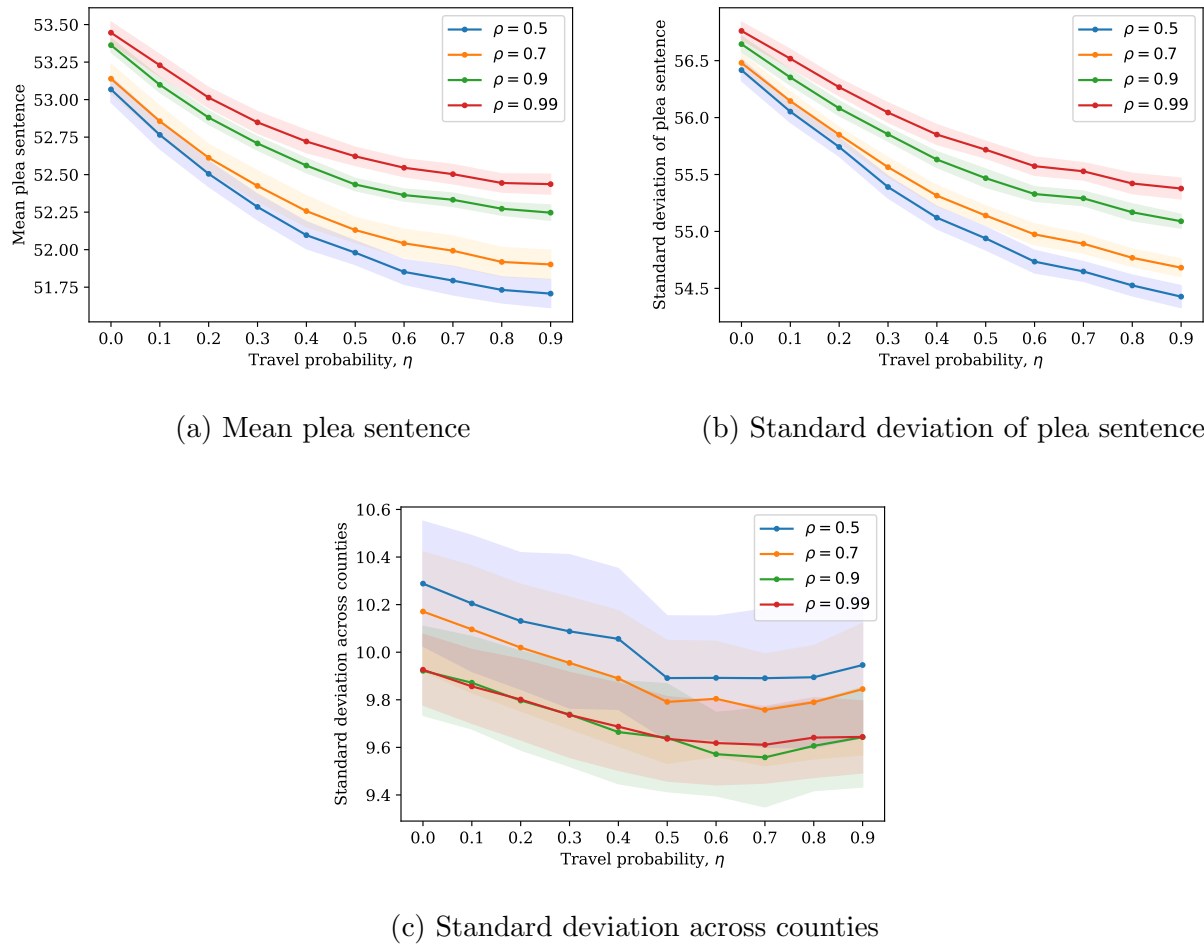 53.50
53.25
53.00
52.75
52.50
52.25
52.00
51.75
Mean plea sentence
ρ = 0.5
ρ = 0.7
ρ = 0.9
ρ = 0.99
0.0 0.1 0.2 0.3 0.4 0.5 0.6 0.7 0.8 0.9
Travel probability, η
(a) Mean plea sentence
56.5
56.0
55.5
55.0
54.5
Standard deviation of plea sentence
ρ = 0.5
ρ = 0.7
ρ = 0.9
ρ = 0.99
0.0 0.1 0.2 0.3 0.4 0.5 0.6 0.7 0.8 0.9
Travel probability, η
(b) Standard deviation of plea sentence
10.6
10.4
10.2
10.0
9.8
9.6
9.4
Standard deviation across counties
ρ = 0.5
ρ = 0.7
ρ = 0.9
ρ = 0.99
0.0 0.1 0.2 0.3 0.4 0.5 0.6 0.7 0.8 0.9
Travel probability, η
(c) Standard deviation across counties